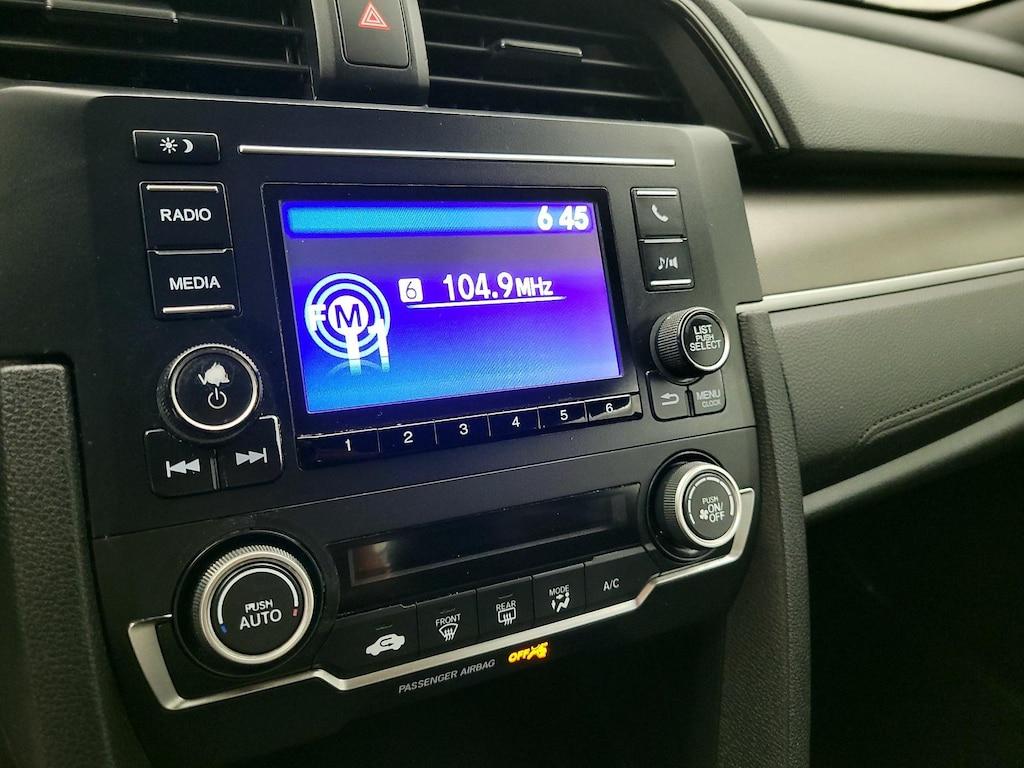 RADIO
MEDIA
6 45
6 104.9MHz
FM
LIST
PUSH
SELECT
MENU
CLOCK
1 2 3 4 5 6
PUSH
ON/
OFF
PUSH
AUTO
FRONT
REAR
MODE
A/C
PASSENGER AIRBAG
OFF